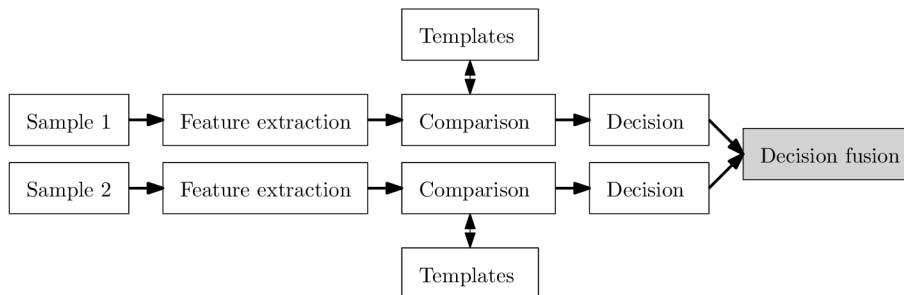 Templates
Sample 1
Feature extraction
Comparison
Decision
Decision fusion
Sample 2
Feature extraction
Comparison
Decision
Templates